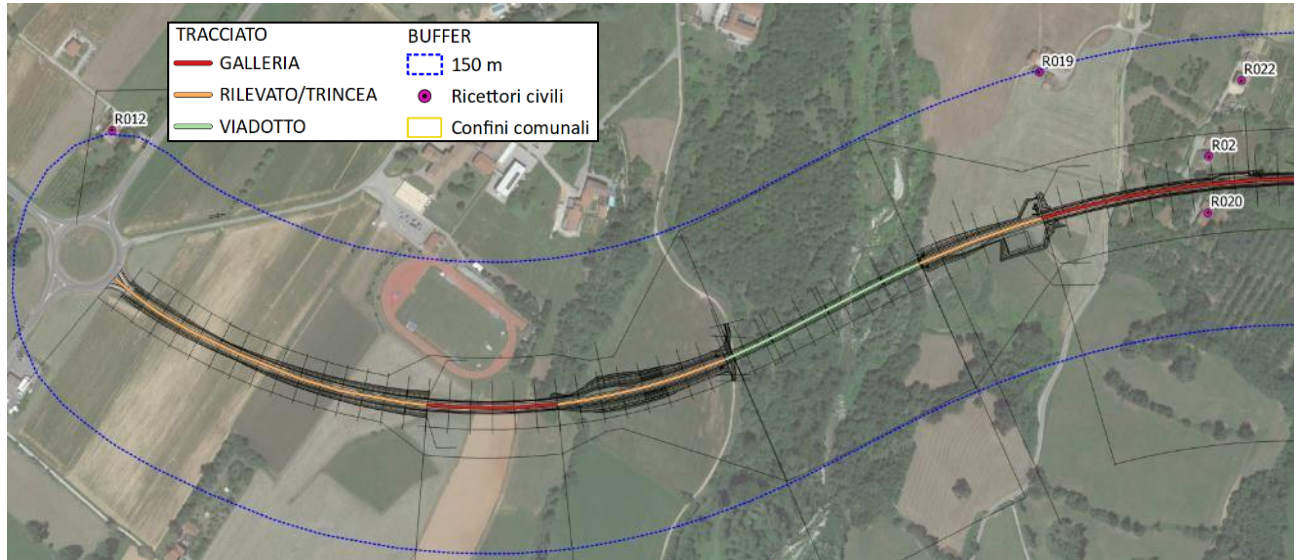 TRACCIATO
GALLERIA
RILEVATO/TRINCEA
VIADOTTO
BUFFER
150 m
Ricettori civili
Confini comunali
R012
R019
R022
R02
R020